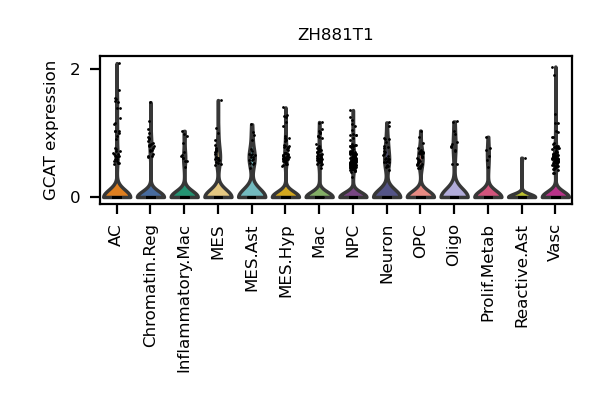 ZH881T1
GCAT expression
2
0
AC
Chromatin.Reg
Inflammatory.Mac
MES
MES.Ast
MES.Hyp
Mac
NPC
Neuron
OPC
Oligo
Prolif.Metab
Reactive.Ast
Vasc